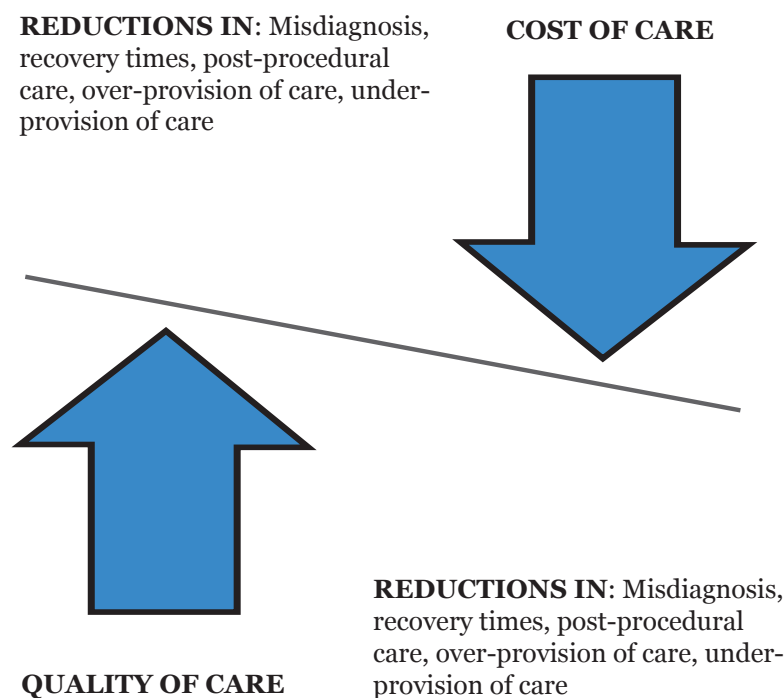 REDUCTIONS IN: Misdiagnosis,
recovery times, post-procedural
care, over-provision of care, under-
provision of care
COST OF CARE
REDUCTIONS IN: Misdiagnosis,
recovery times, post-procedural
care, over-provision of care, under-
provision of care
QUALITY OF CARE